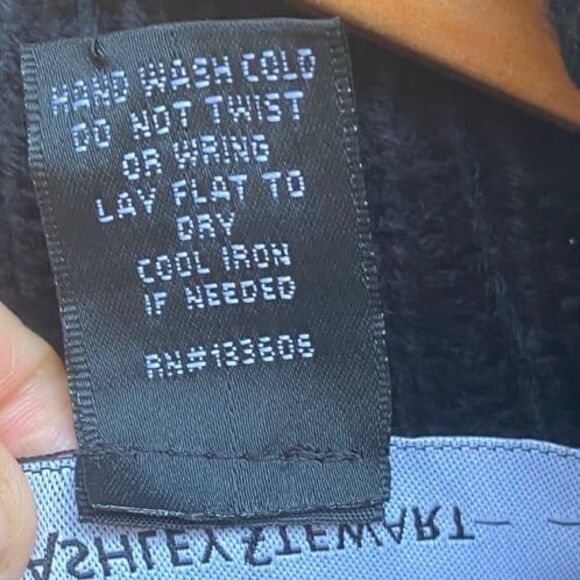 HAND WASH COLD
DO NOT TWIST
OR WRING
LAY FLAT TO
DRY
COOL IRON
IF NEEDED
RN#133606
ASHLEY STEWART